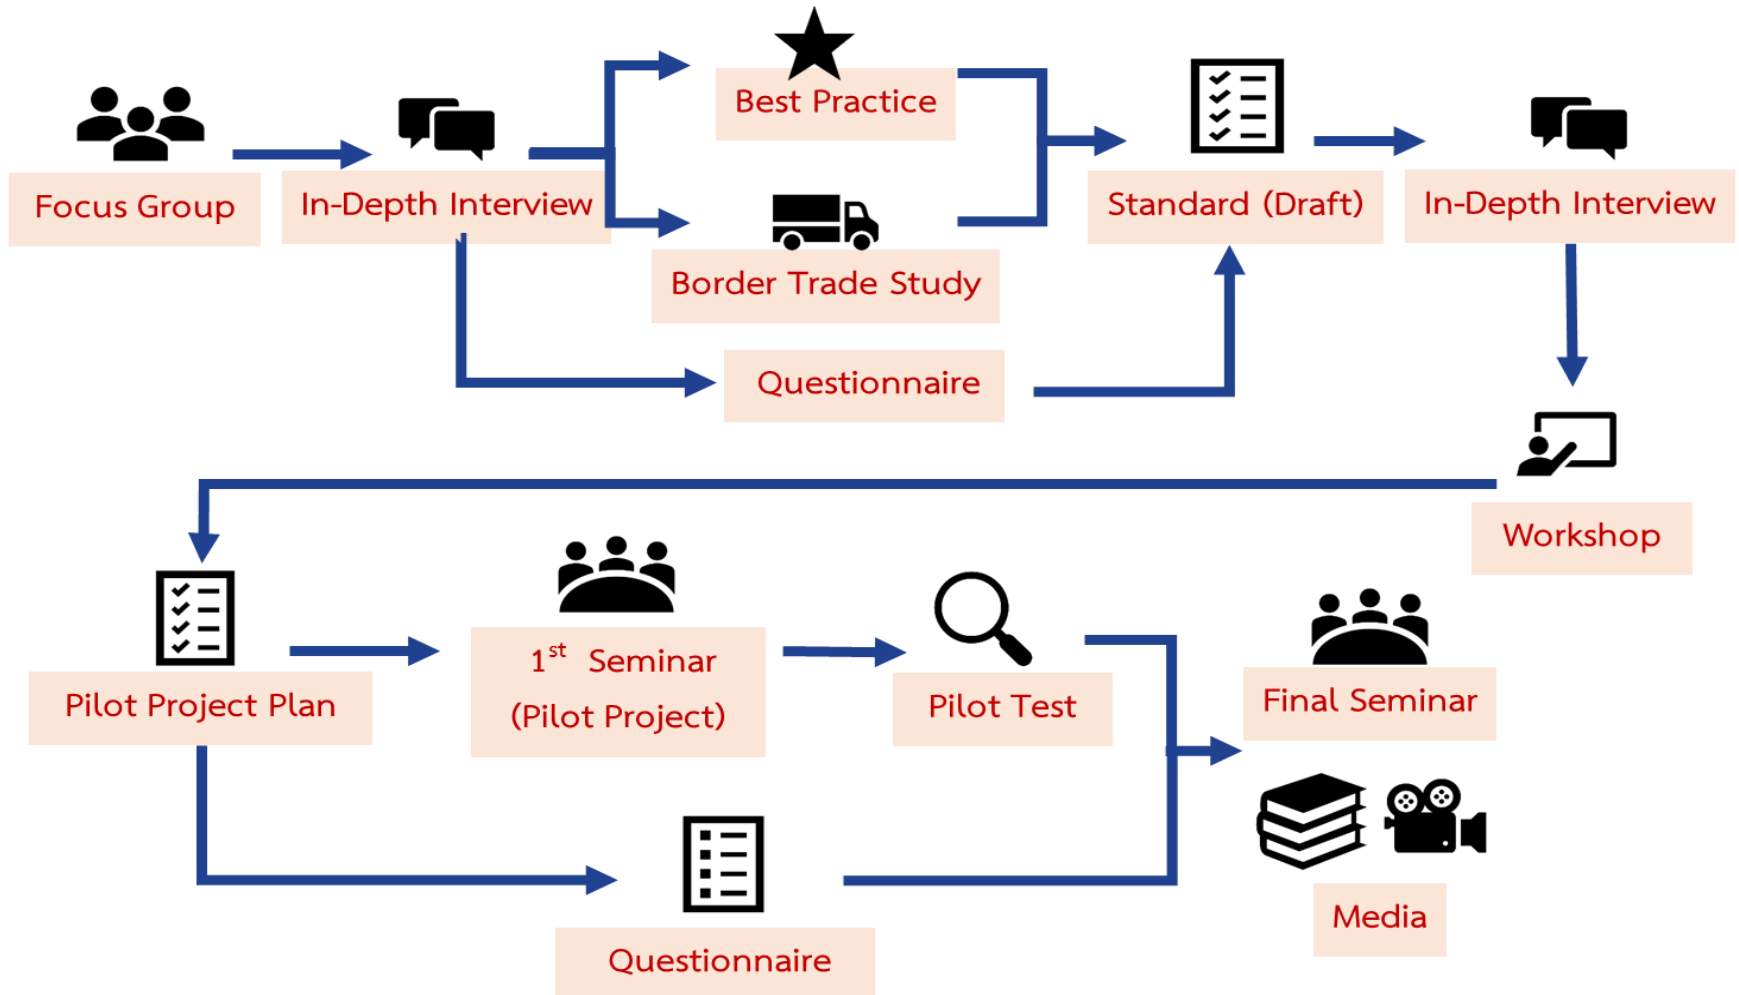 Best Practice
Focus Group
In-Depth Interview
Standard (Draft)
In-Depth Interview
Border Trade Study
Questionnaire
Workshop
Pilot Project Plan
1st Seminar
(Pilot Project)
Pilot Test
Final Seminar
Media
Questionnaire